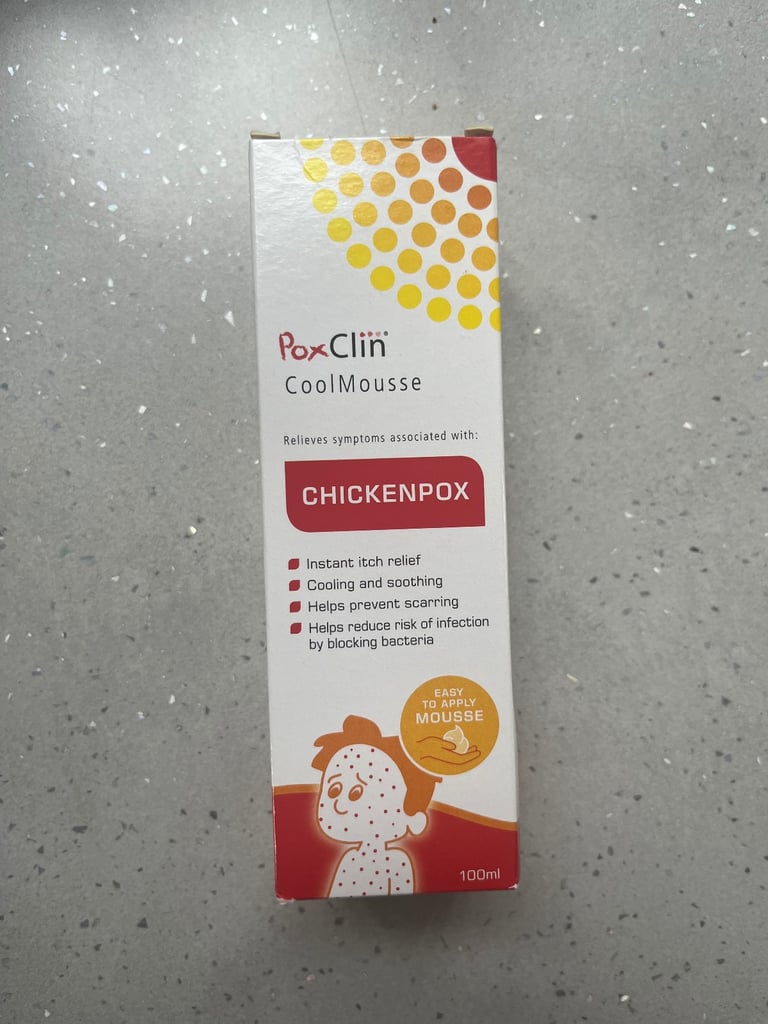 PoxClin
CoolMousse
Relieves symptoms associated with:
CHICKENPOX
Instant itch relief
Cooling and soothing
Helps prevent scarring
Helps reduce risk of infection
by blocking bacteria
EASY
TO APPLY
MOUSSE
100ml